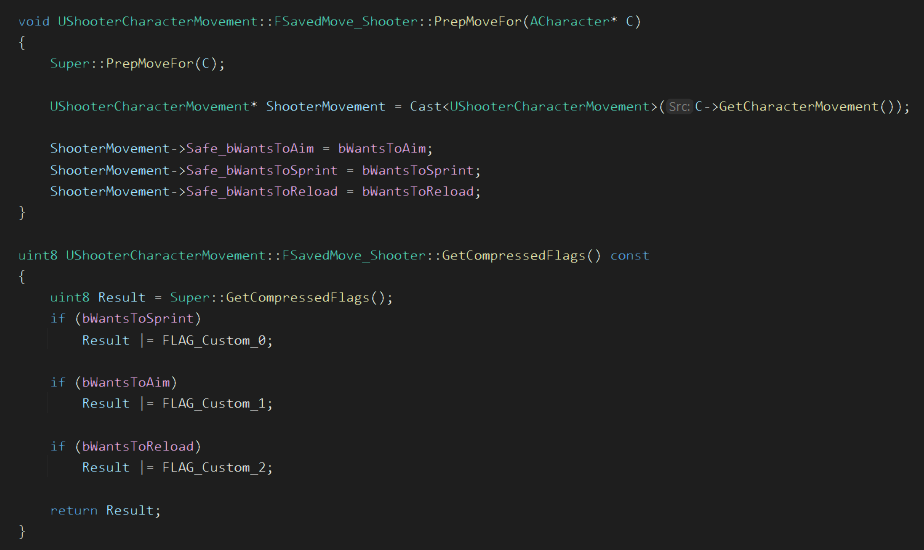 void UShooterCharacterMovement::FSavedMove_Shooter::PrepMoveFor(ACharacter* C)
{
    Super::PrepMoveFor(C);

    UShooterCharacterMovement* ShooterMovement = Cast<UShooterCharacterMovement>(Src: C->GetCharacterMovement());

    ShooterMovement->Safe_bWantsToAim = bWantsToAim;
    ShooterMovement->Safe_bWantsToSprint = bWantsToSprint;
    ShooterMovement->Safe_bWantsToReload = bWantsToReload;
}

uint8 UShooterCharacterMovement::FSavedMove_Shooter::GetCompressedFlags() const
{
    uint8 Result = Super::GetCompressedFlags();
    if (bWantsToSprint)
        Result |= FLAG_Custom_0;

    if (bWantsToAim)
        Result |= FLAG_Custom_1;

    if (bWantsToReload)
        Result |= FLAG_Custom_2;

    return Result;
}